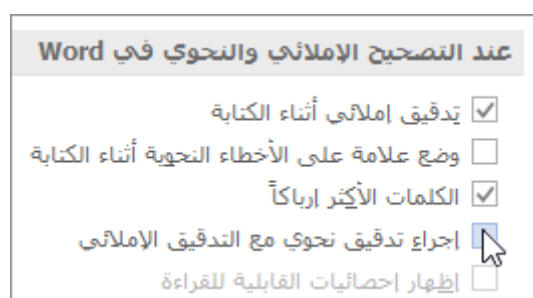 عند التصحيح الإملائي والنحوي في Word
تدقيق إملائي أثناء الكتابة
وضع علامة على الأخطاء النحوية أثناء الكتابة
الكلمات الأكثر إرباكاً
إجراء تدقيق نحوي مع التدقيق الإملائي
إظهار إحصائيات القابلية للقراءة